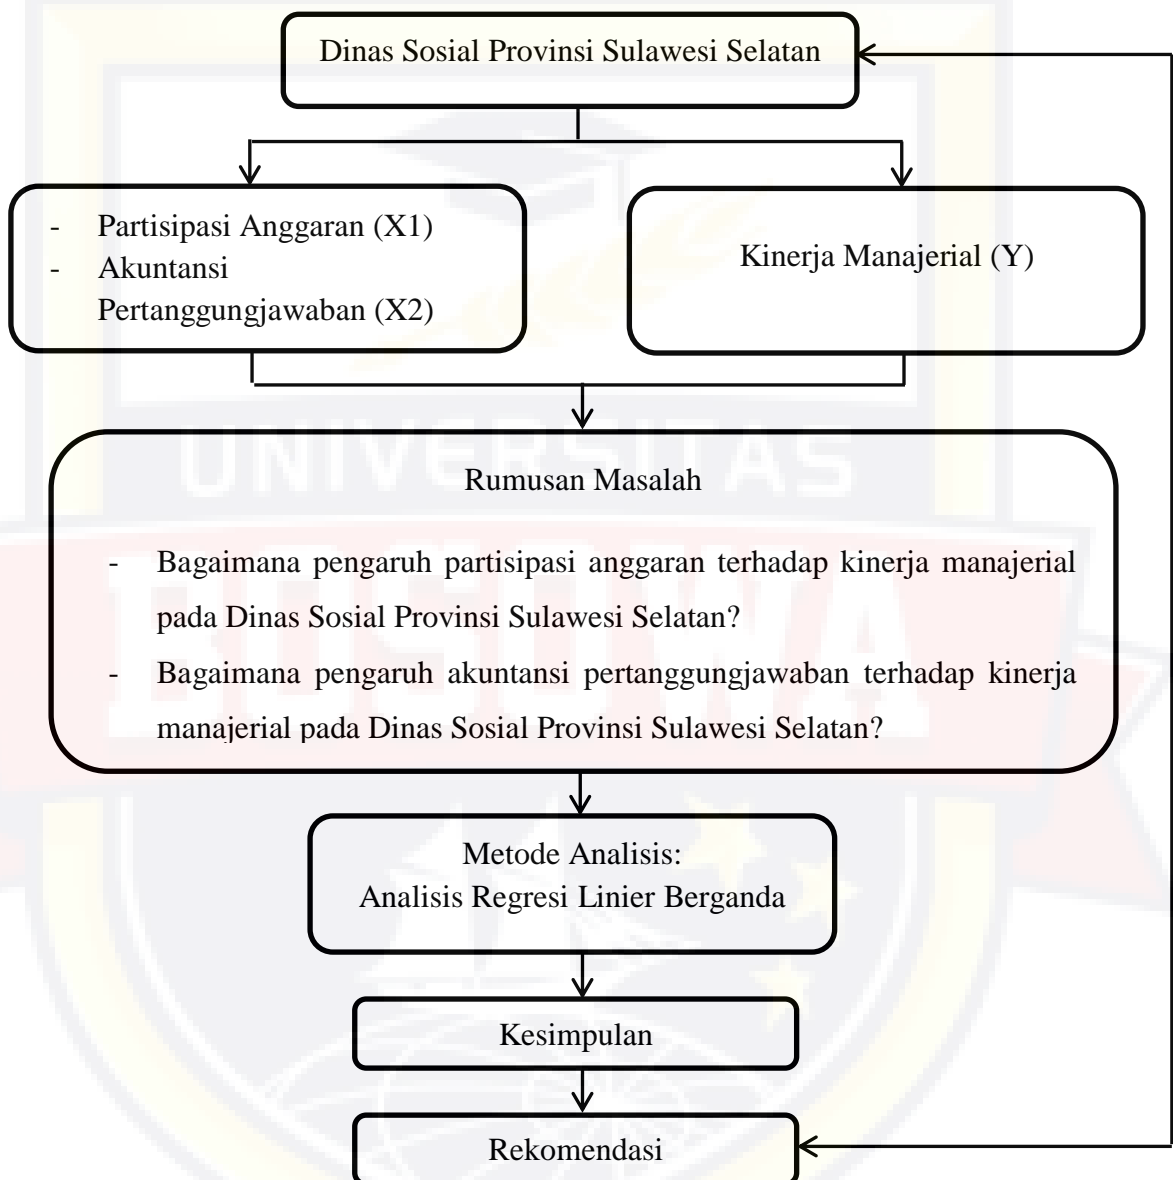 Dinas Sosial Provinsi Sulawesi Selatan
- Partisipasi Anggaran (X1)
- Akuntansi
Pertanggungjawaban (X2)
Kinerja Manajerial (Y)
UNIVERSITAS
BOSOWA
Rumusan Masalah
- Bagaimana pengaruh partisipasi anggaran terhadap kinerja manajerial
pada Dinas Sosial Provinsi Sulawesi Selatan?
- Bagaimana pengaruh akuntansi pertanggungjawaban terhadap kinerja
manajerial pada Dinas Sosial Provinsi Sulawesi Selatan?
Metode Analisis:
Analisis Regresi Linier Berganda
Kesimpulan
Rekomendasi